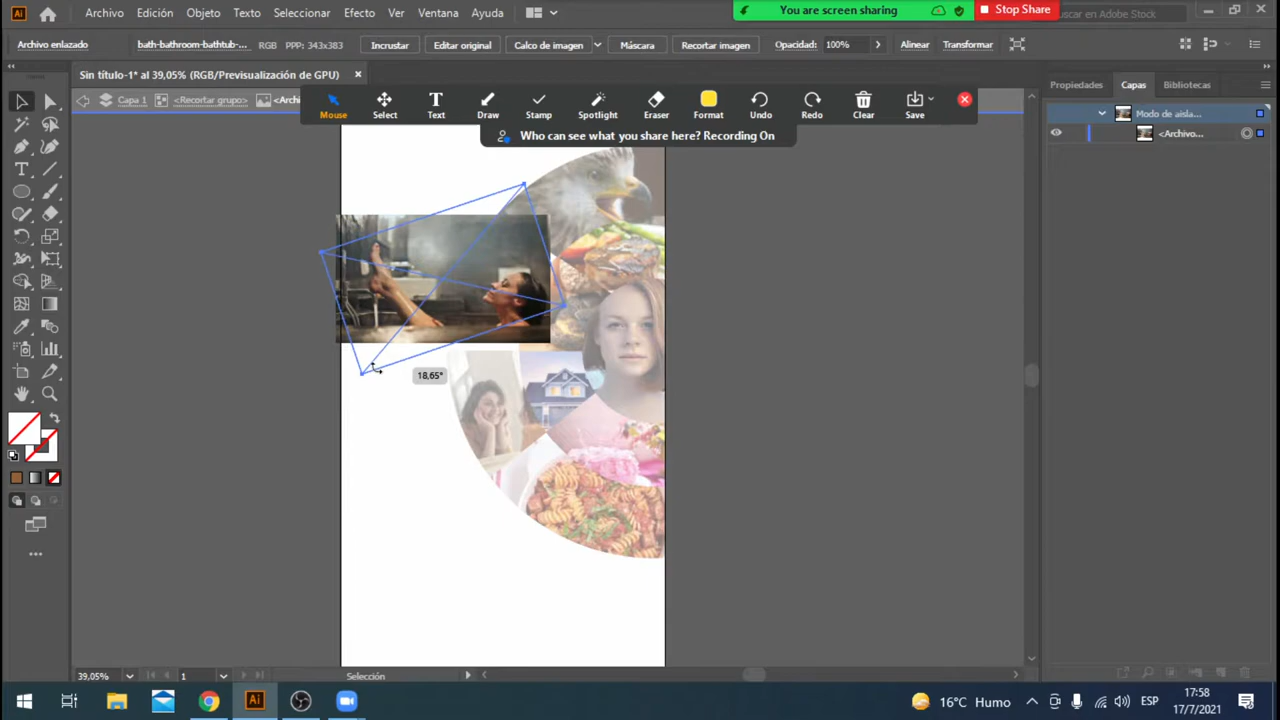 Ai Archivo Edición Objeto Texto Seleccionar Efecto Ver Ventana Ayuda
You are screen sharing
Stop Share
uscar en Adobe Stock
Archivo enlazado
bath-bathroom-bathtub-...
RGB PPP: 343x383
Incrustar
Editar original
Calco de imagen
Máscara
Recortar imagen
Opacidad: 100%
Alinear
Transformar
Sin título-1* al 39,05% (RGB/Previsualización de GPU)
Propiedades
Capas
Bibliotecas
Capa 1
<Recortar grupo>
<Archi
Mouse Select Text Draw Stamp Spotlight Eraser Format Undo Redo Clear Save
Who can see what you share here? Recording On
Modo de aisla...
<Archivo...
18,65°
39,05%
1
Selección
Ai
16°C Humo
ESP
17:58
17/7/2021